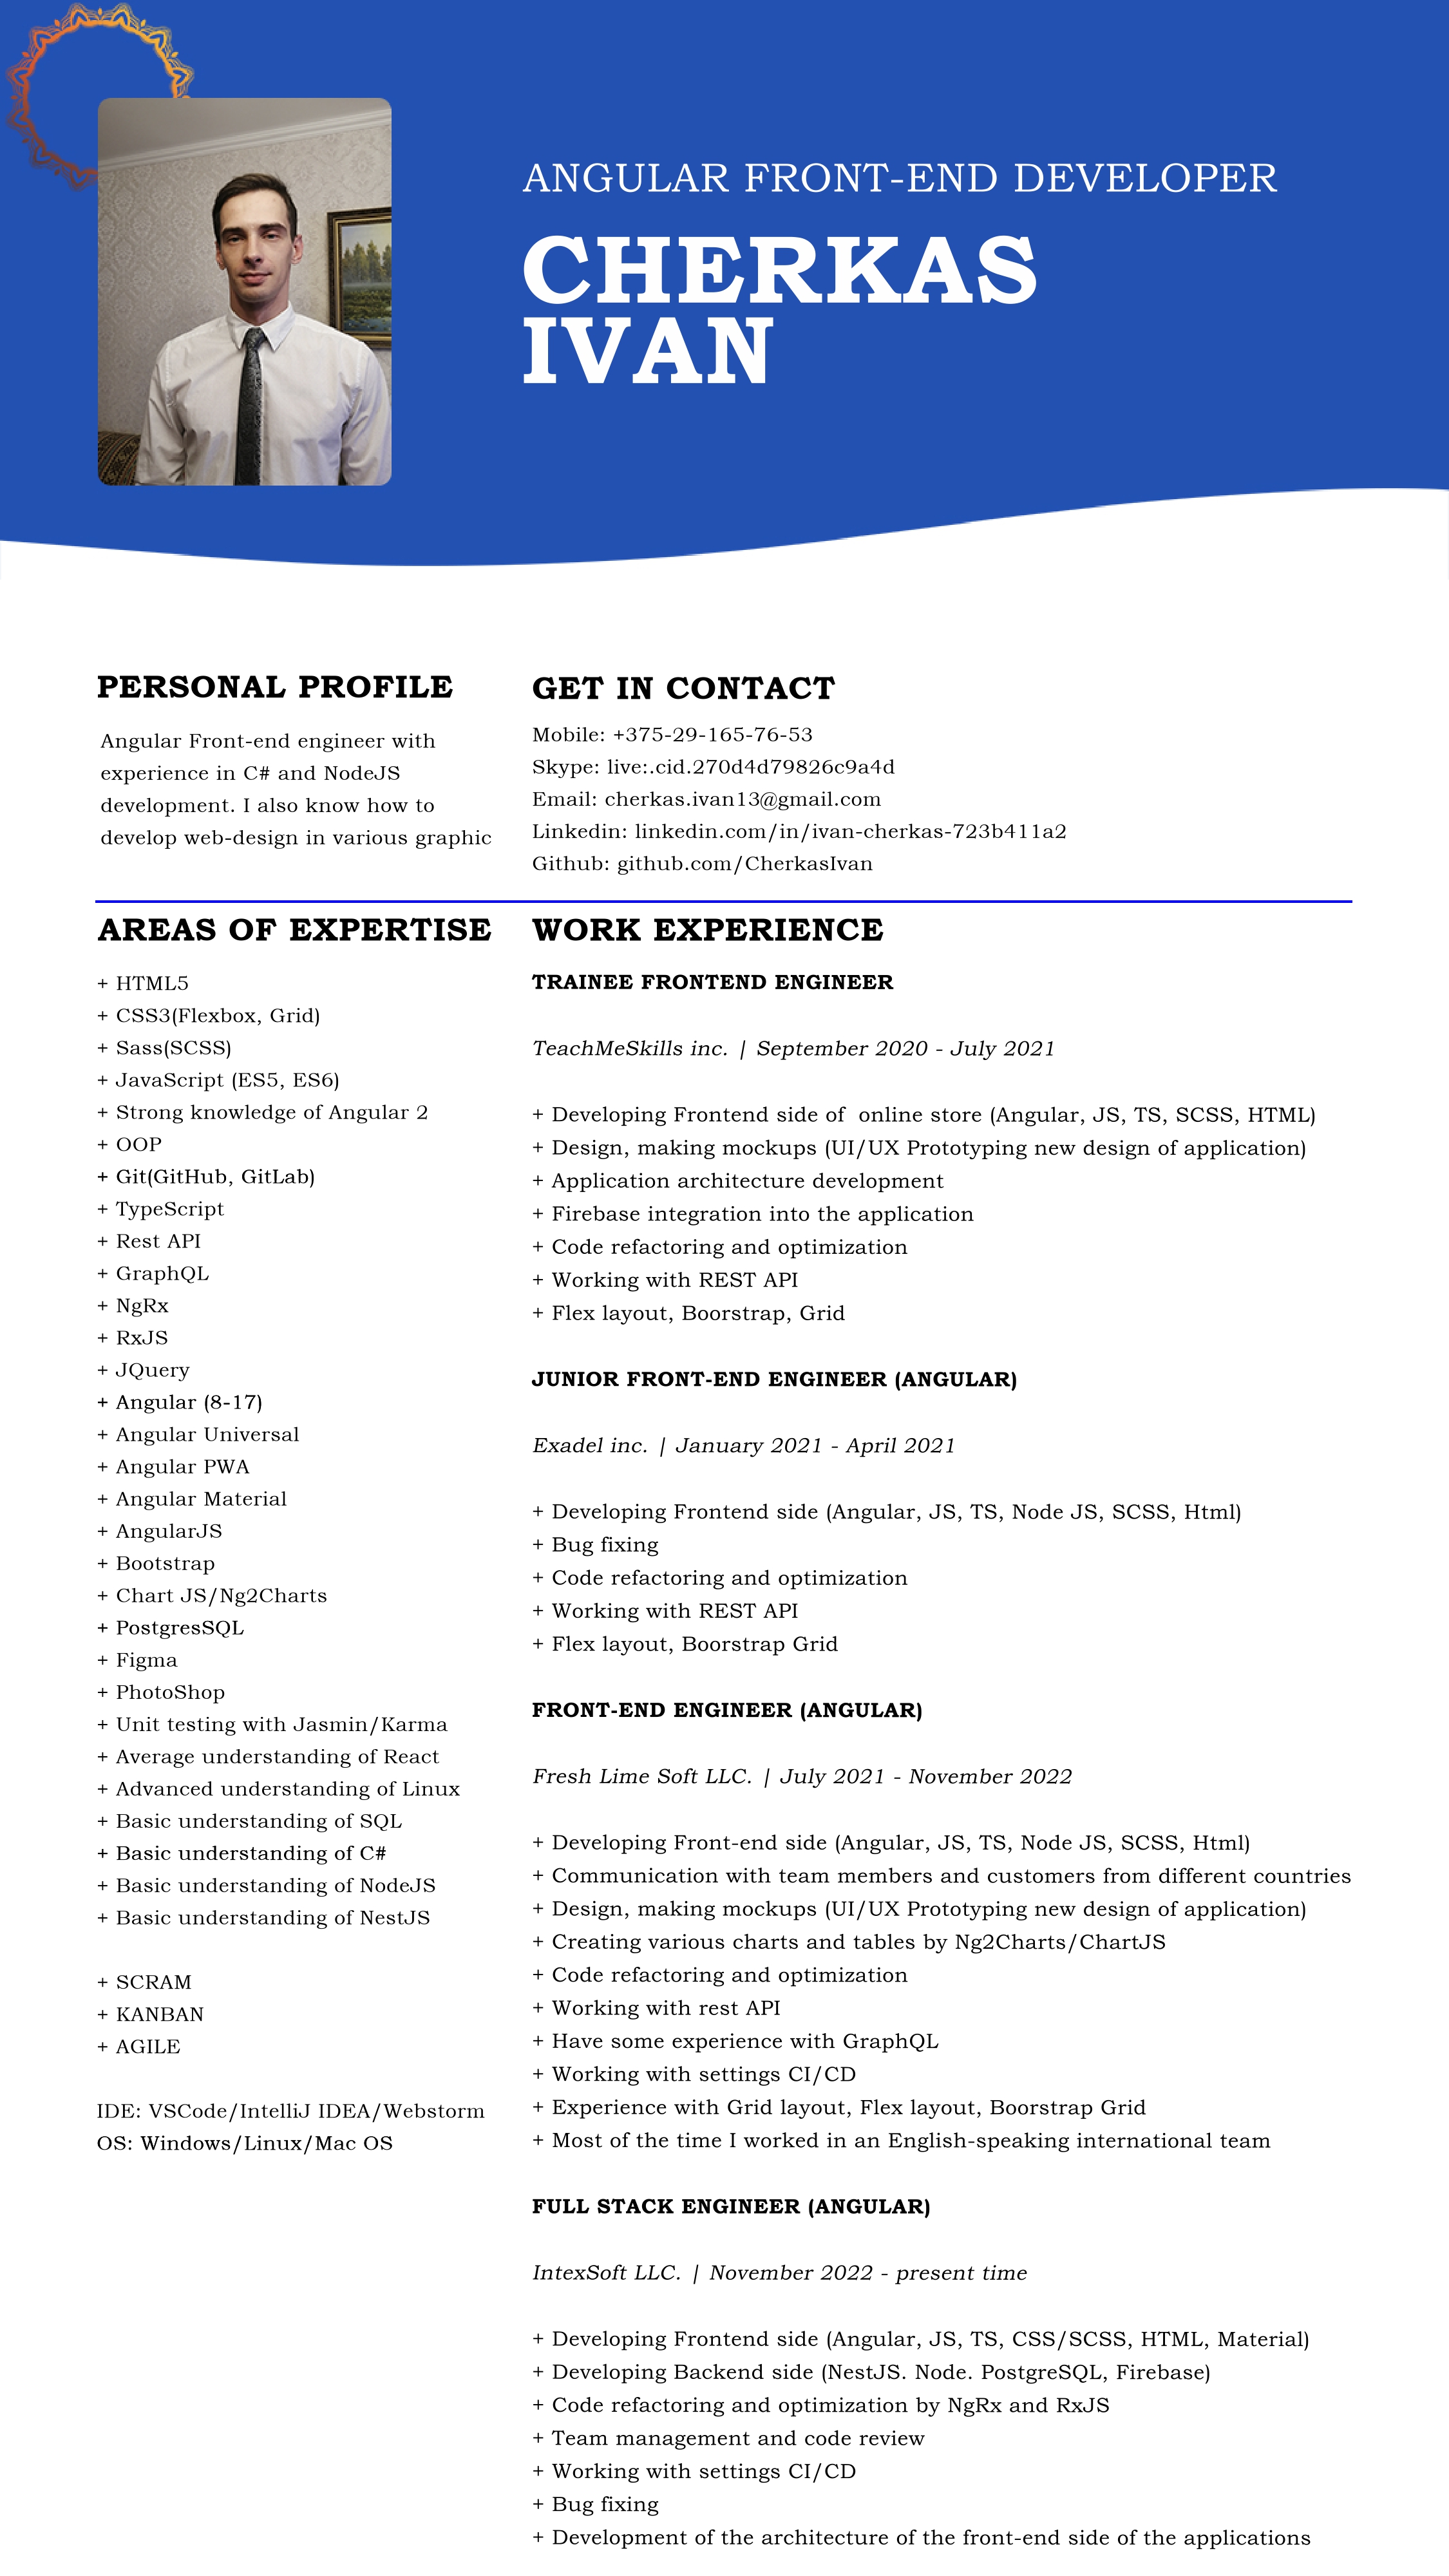 ANGULAR FRONT-END DEVELOPER
CHERKAS
IVAN
PERSONAL PROFILE
Angular Front-end engineer with
experience in C# and NodeJS
development. I also know how to
develop web-design in various graphic
GET IN CONTACT
Mobile: +375-29-165-76-53
Skype: live:.cid.270d4d79826c9a4d
Email: cherkas.ivan13@gmail.com
Linkedin: linkedin.com/in/ivan-cherkas-723b411a2
Github: github.com/CherkasIvan
AREAS OF EXPERTISE
+ HTML5
+ CSS3(Flexbox, Grid)
+ Sass(SCSS)
+ JavaScript (ES5, ES6)
+ Strong knowledge of Angular 2
+ OOP
+ Git(GitHub, GitLab)
+ TypeScript
+ Rest API
+ GraphQL
+ NgRx
+ RxJS
+ JQuery
+ Angular (8-17)
+ Angular Universal
+ Angular PWA
+ Angular Material
+ AngularJS
+ Bootstrap
+ Chart JS/Ng2Charts
+ PostgresSQL
+ Figma
+ PhotoShop
+ Unit testing with Jasmin/Karma
+ Average understanding of React
+ Advanced understanding of Linux
+ Basic understanding of SQL
+ Basic understanding of C#
+ Basic understanding of NodeJS
+ Basic understanding of NestJS
+ SCRAM
+ KANBAN
+ AGILE
IDE: VSCode/IntelliJ IDEA/Webstorm
OS: Windows/Linux/Mac OS
WORK EXPERIENCE
TRAINEE FRONTEND ENGINEER
TeachMeSkills inc. | September 2020 - July 2021
+ Developing Frontend side of  online store (Angular, JS, TS, SCSS, HTML)
+ Design, making mockups (UI/UX Prototyping new design of application)
+ Application architecture development
+ Firebase integration into the application
+ Code refactoring and optimization
+ Working with REST API
+ Flex layout, Boorstrap, Grid
JUNIOR FRONT-END ENGINEER (ANGULAR)
Exadel inc. | January 2021 - April 2021
+ Developing Frontend side (Angular, JS, TS, Node JS, SCSS, Html)
+ Bug fixing
+ Code refactoring and optimization
+ Working with REST API
+ Flex layout, Boorstrap Grid
FRONT-END ENGINEER (ANGULAR)
Fresh Lime Soft LLC. | July 2021 - November 2022
+ Developing Front-end side (Angular, JS, TS, Node JS, SCSS, Html)
+ Communication with team members and customers from different countries
+ Design, making mockups (UI/UX Prototyping new design of application)
+ Creating various charts and tables by Ng2Charts/ChartJS
+ Code refactoring and optimization
+ Working with rest API
+ Have some experience with GraphQL
+ Working with settings CI/CD
+ Experience with Grid layout, Flex layout, Boorstrap Grid
+ Most of the time I worked in an English-speaking international team
FULL STACK ENGINEER (ANGULAR)
IntexSoft LLC. | November 2022 - present time
+ Developing Frontend side (Angular, JS, TS, CSS/SCSS, HTML, Material)
+ Developing Backend side (NestJS. Node. PostgreSQL, Firebase)
+ Code refactoring and optimization by NgRx and RxJS
+ Team management and code review
+ Working with settings CI/CD
+ Bug fixing
+ Development of the architecture of the front-end side of the applications